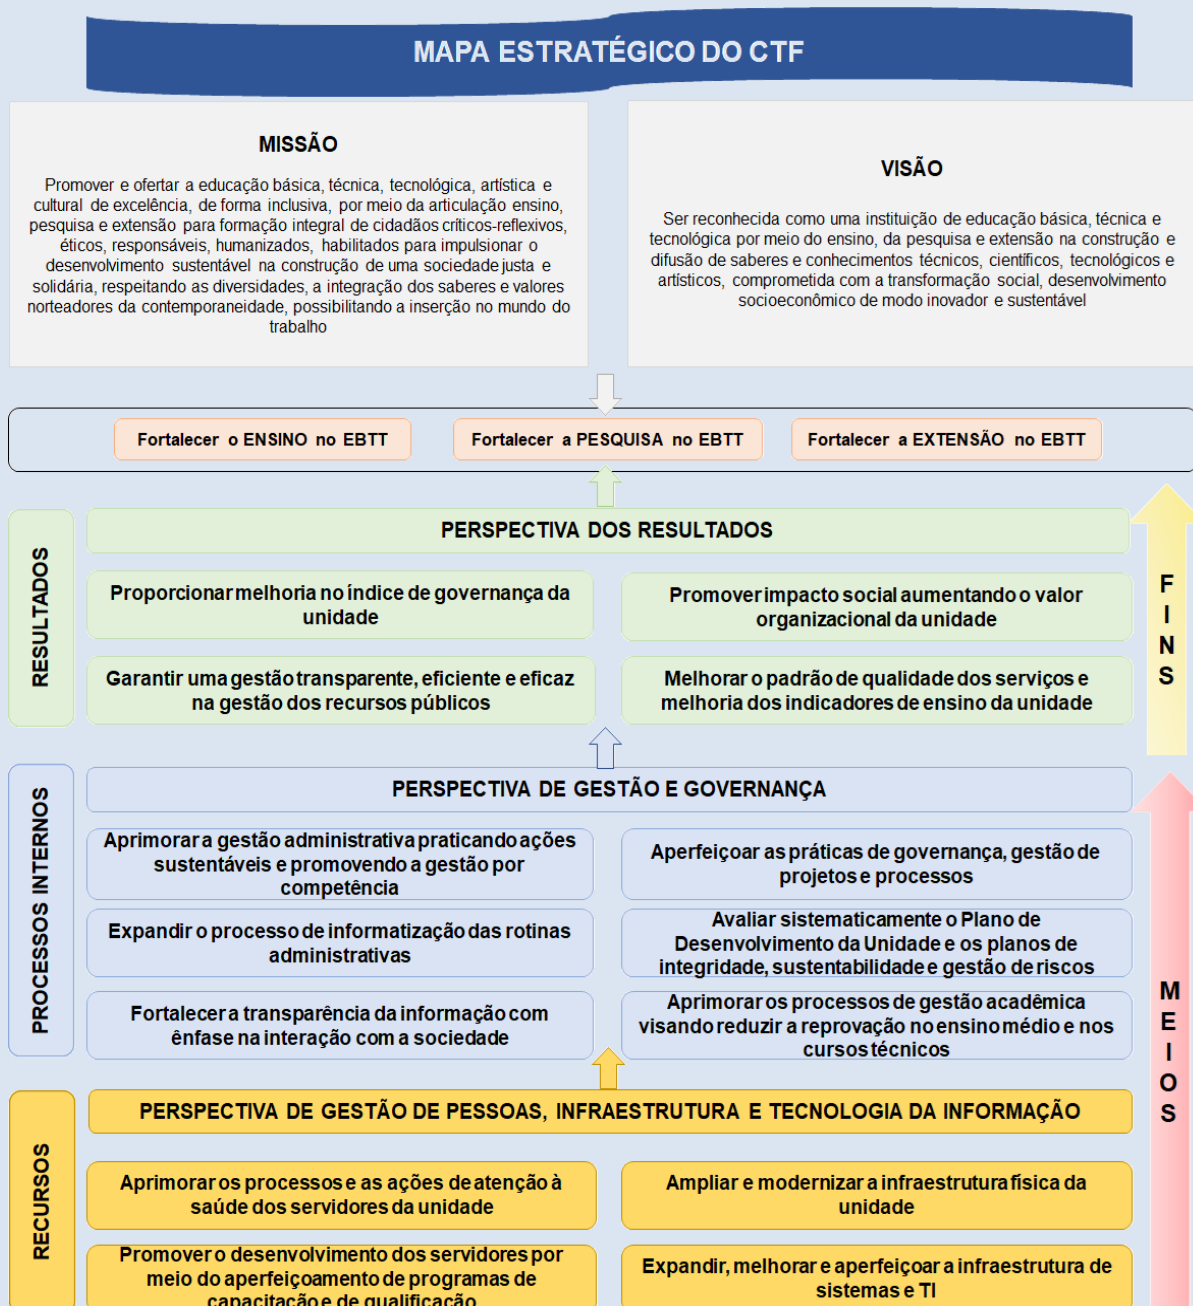 MAPA ESTRATÉGICO DO CTF
MISSÃO
Promover e ofertar a educação básica, técnica, tecnológica, artística e
cultural de excelência, de forma inclusiva, por meio da articulação ensino,
pesquisa e extensão para formação integral de cidadãos críticos-reflexivos,
éticos, responsáveis, humanizados, habilitados para impulsionar o
desenvolvimento sustentável na construção de uma sociedade justa e
solidária, respeitando as diversidades, a integração dos saberes e valores
norteadores da contemporaneidade, possibilitando a inserção no mundo do
trabalho
VISÃO
Ser reconhecida como uma instituição de educação básica, técnica e
tecnológica por meio do ensino, da pesquisa e extensão na construção e
difusão de saberes e conhecimentos técnicos, científicos, tecnológicos e
artísticos, comprometida com a transformação social, desenvolvimento
socioeconômico de modo inovador e sustentável
Fortalecer o ENSINO no EBTT
Fortalecer a PESQUISA no EBTT
Fortalecer a EXTENSÃO no EBTT
RESULTADOS
PERSPECTIVA DOS RESULTADOS
Proporcionar melhoria no índice de governança da
unidade
Promover impacto social aumentando o valor
organizacional da unidade
Garantir uma gestão transparente, eficiente e eficaz
na gestão dos recursos públicos
Melhorar o padrão de qualidade dos serviços e
melhoria dos indicadores de ensino da unidade
FINS
PROCESSOS INTERNOS
PERSPECTIVA DE GESTÃO E GOVERNANÇA
Aprimorar a gestão administrativa praticando ações
sustentáveis e promovendo a gestão por
competência
Aperfeiçoar as práticas de governança, gestão de
projetos e processos
Expandir o processo de informatização das rotinas
administrativas
Avaliar sistematicamente o Plano de
Desenvolvimento da Unidade e os planos de
integridade, sustentabilidade e gestão de riscos
Fortalecer a transparência da informação com
ênfase na interação com a sociedade
Aprimorar os processos de gestão acadêmica
visando reduzir a reprovação no ensino médio e nos
cursos técnicos
MEIOS
RECURSOS
PERSPECTIVA DE GESTÃO DE PESSOAS, INFRAESTRUTURA E TECNOLOGIA DA INFORMAÇÃO
Aprimorar os processos e as ações de atenção à
saúde dos servidores da unidade
Ampliar e modernizar a infraestrutura física da
unidade
Promover o desenvolvimento dos servidores por
meio do aperfeiçoamento de programas de
capacitação e de qualificação
Expandir, melhorar e aperfeiçoar a infraestrutura de
sistemas e TI